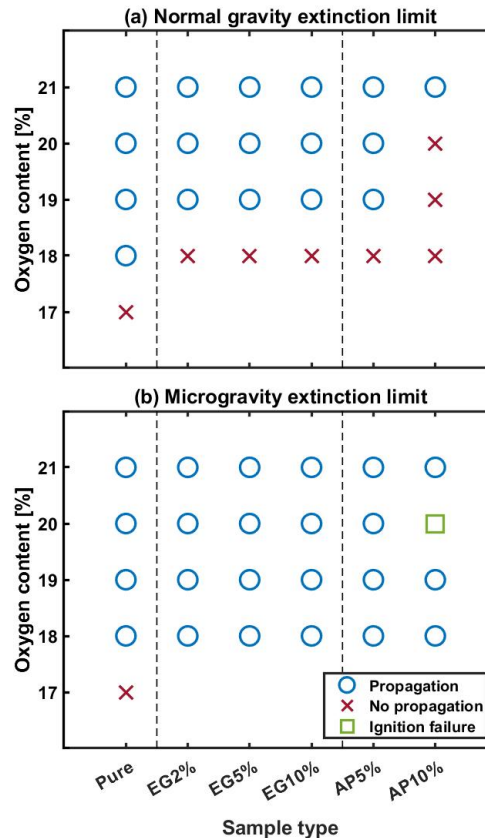 (a) Normal gravity extinction limit
Oxygen content [%]
21
20
19
18
17
(b) Microgravity extinction limit
Oxygen content [%]
21
20
19
18
17
Propagation
No propagation
Ignition failure
Pure
EG2%
EG5%
EG10%
AP5%
AP10%
Sample type